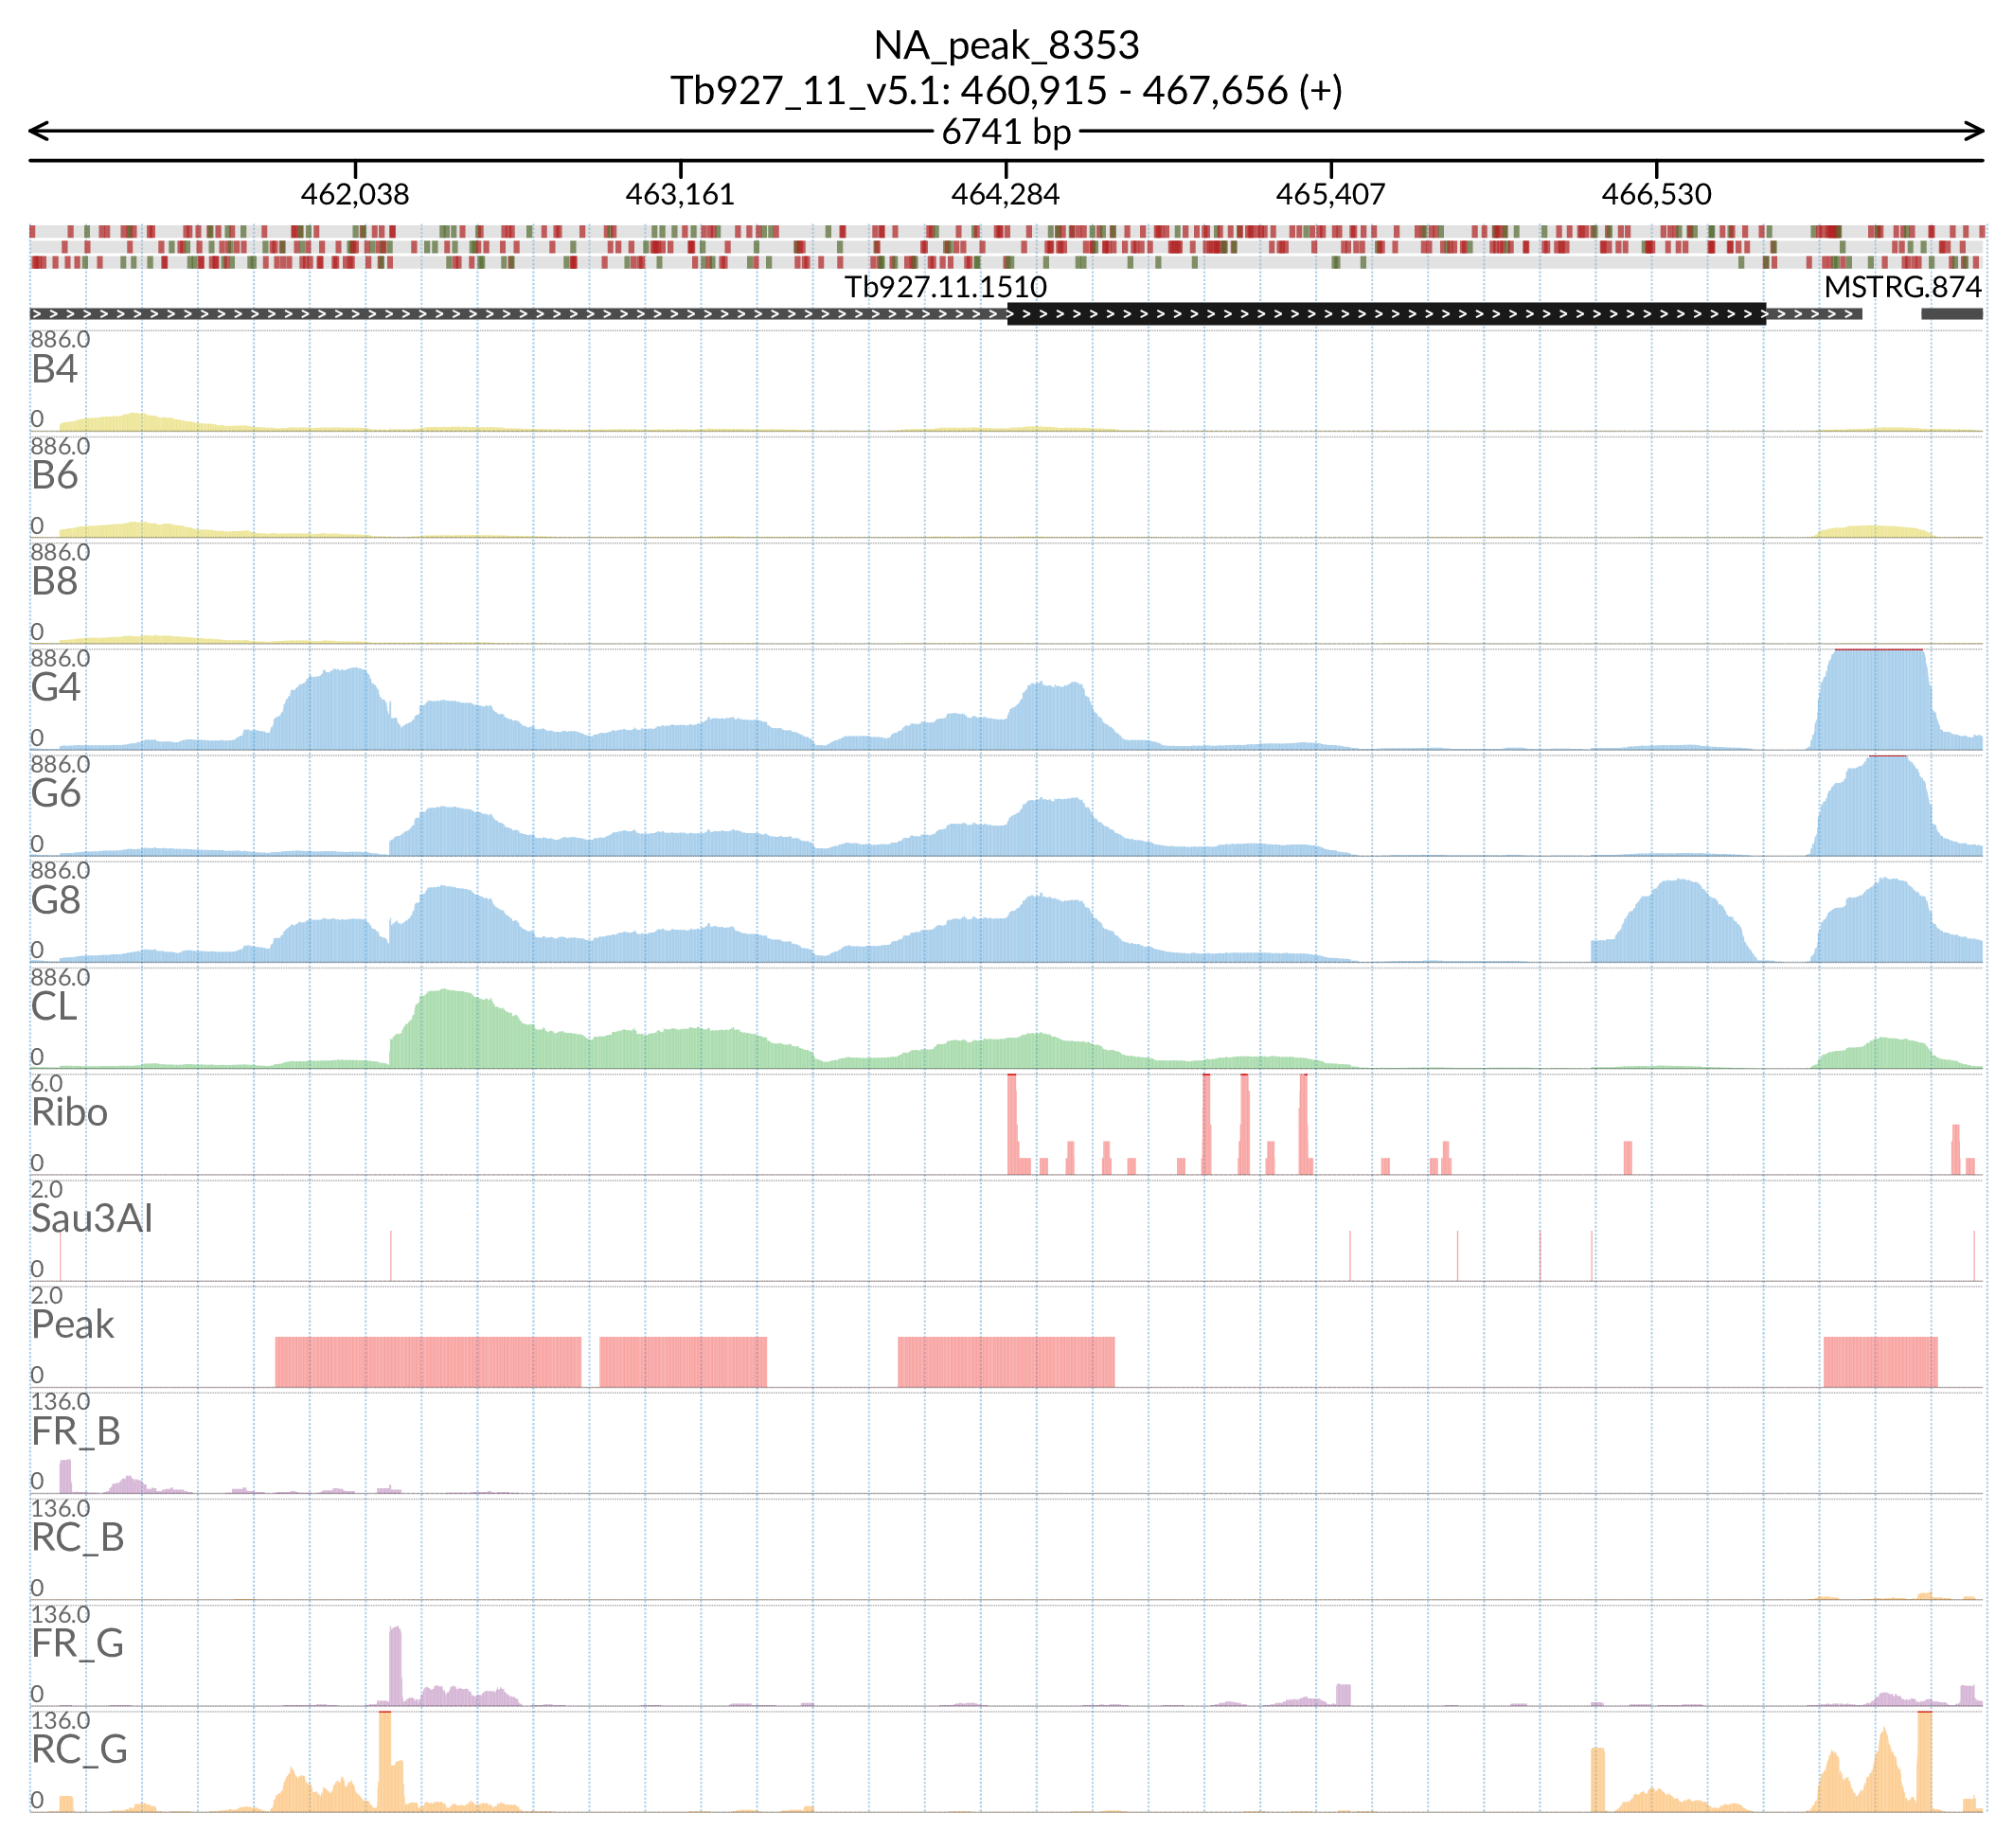 NA_peak_8353
Tb927_11_v5.1: 460,915 - 467,656 (+)
6741 bp
462,038 463,161 464,284 465,407 466,530
Tb927.11.1510 MSTRG.874
886.0
B4
0
886.0
B6
0
886.0
B8
0
886.0
G4
0
886.0
G6
0
886.0
G8
0
886.0
CL
0
6.0
Ribo
0
2.0
Sau3AI
0
2.0
Peak
0
136.0
FR_B
0
136.0
RC_B
0
136.0
FR_G
0
136.0
RC_G
0